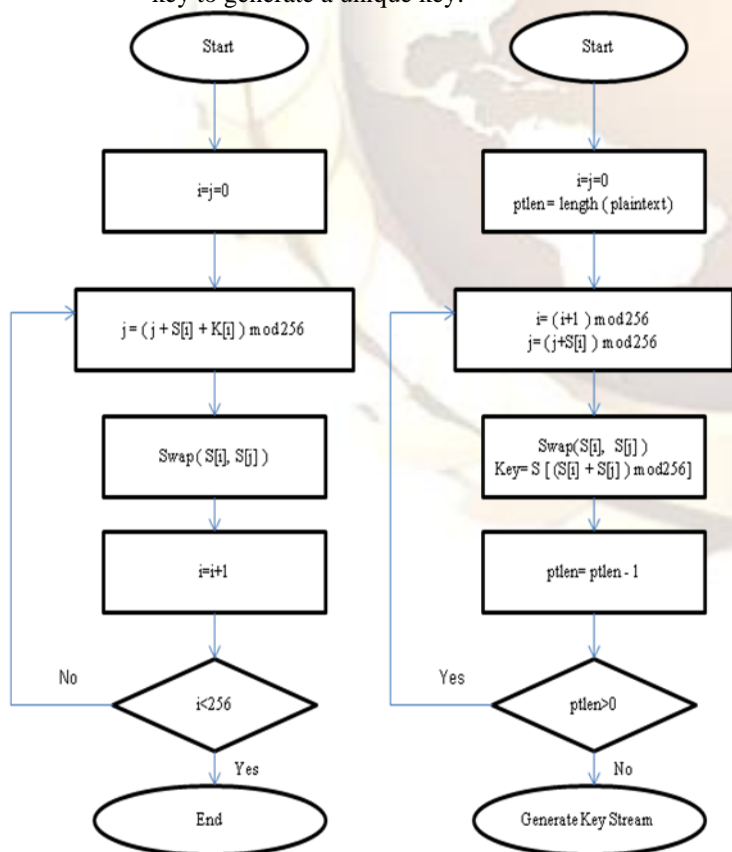 key to generate a unique key.
Start
i=j=0
j = ( j + S[i] + K[i] ) mod256
Swap ( S[i], S[j] )
i=i+1
No
i<256
Yes
End
Start
i=j=0
ptlen = length ( plaintext)
i= (i+1 ) mod256
j= (j+S[i] ) mod256
Swap(S[i], S[j] )
Key= S [ (S[i] + S[j] ) mod256]
ptlen= ptlen - 1
Yes
ptlen>0
No
Generate Key Stream